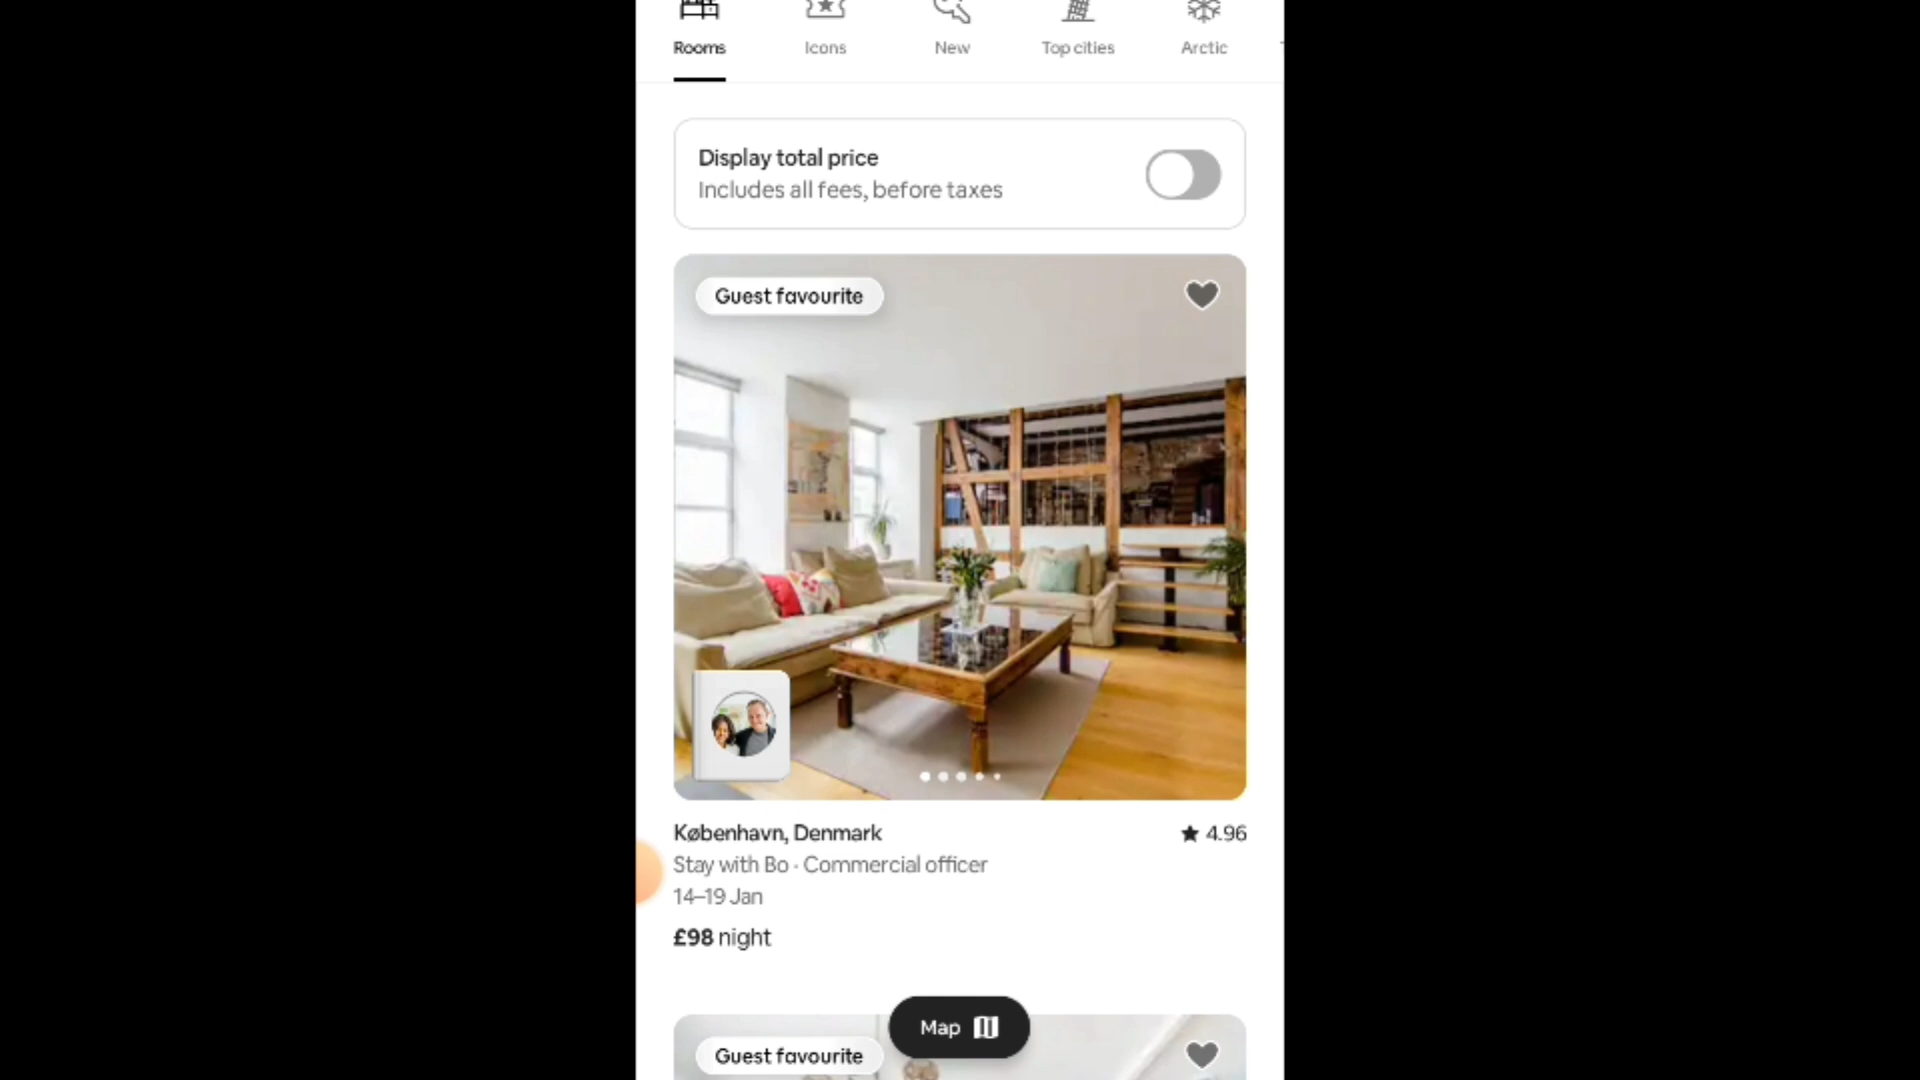 Rooms
Icons
New
Top cities
Arctic
Display total price
Includes all fees, before taxes
Guest favourite
København, Denmark
4.96
Stay with Bo · Commercial officer
14–19 Jan
£98 night
Map
Guest favourite